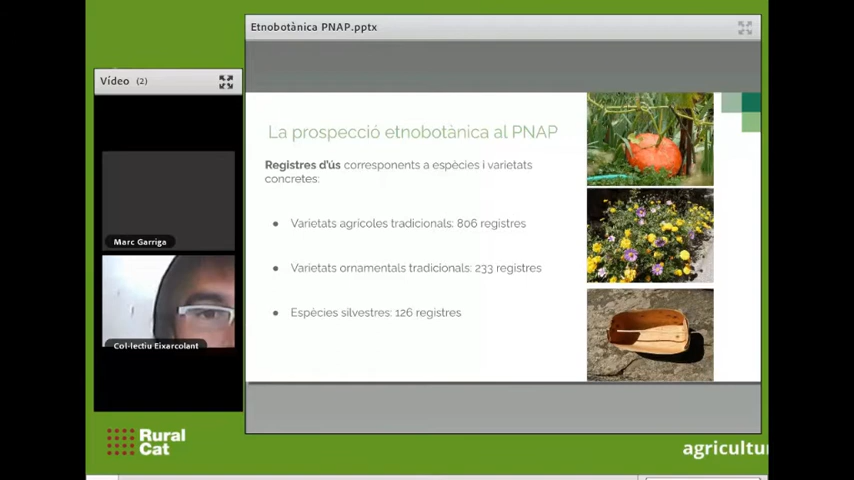 Etnobotànica PNAP.pptx
Vídeo (2)
Marc Garriga
Col·lectiu Eixarcolant
La prospecció etnobotànica al PNAP
Registres d'ús corresponents a espècies i varietats
concretes:
● Varietats agrícoles tradicionals: 806 registres
● Varietats ornamentals tradicionals: 233 registres
● Espècies silvestres: 126 registres
Rural
Cat
agricultu